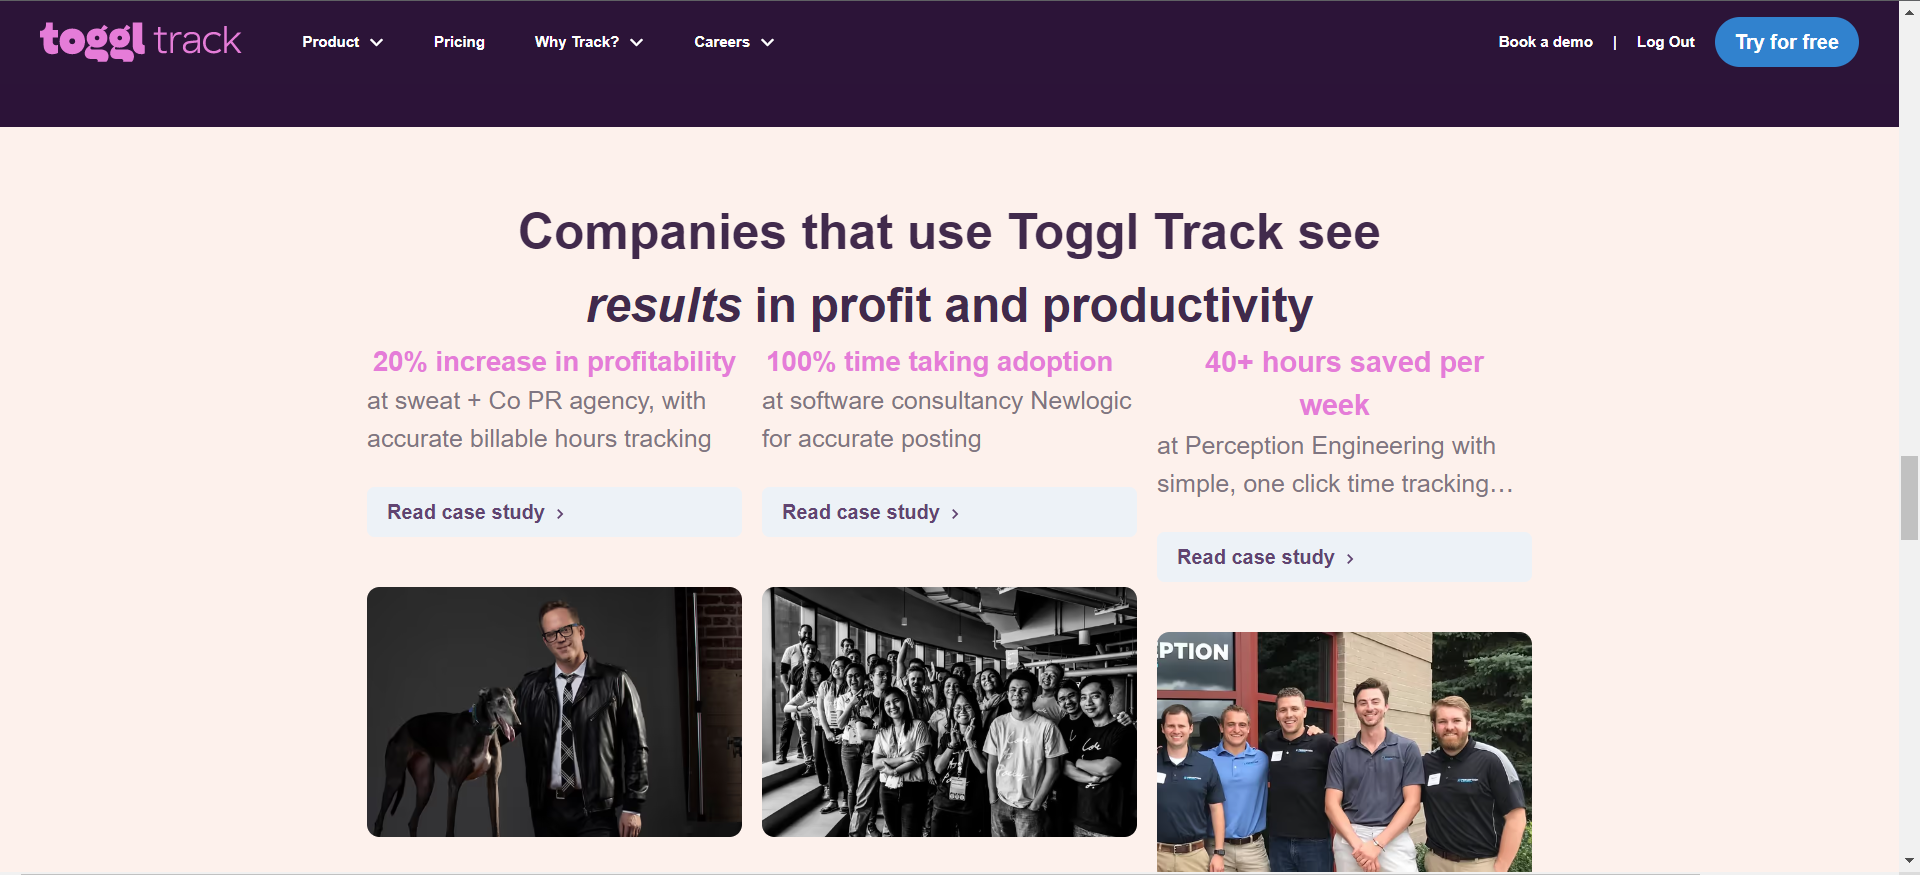 toggl track
Product
Pricing
Why Track?
Careers
Book a demo | Log Out
Try for free
Companies that use Toggl Track see
results in profit and productivity
20% increase in profitability
at sweat + Co PR agency, with
accurate billable hours tracking
Read case study ›
100% time taking adoption
at software consultancy Newlogic
for accurate posting
Read case study ›
40+ hours saved per
week
at Perception Engineering with
simple, one click time tracking…
Read case study ›
PTION